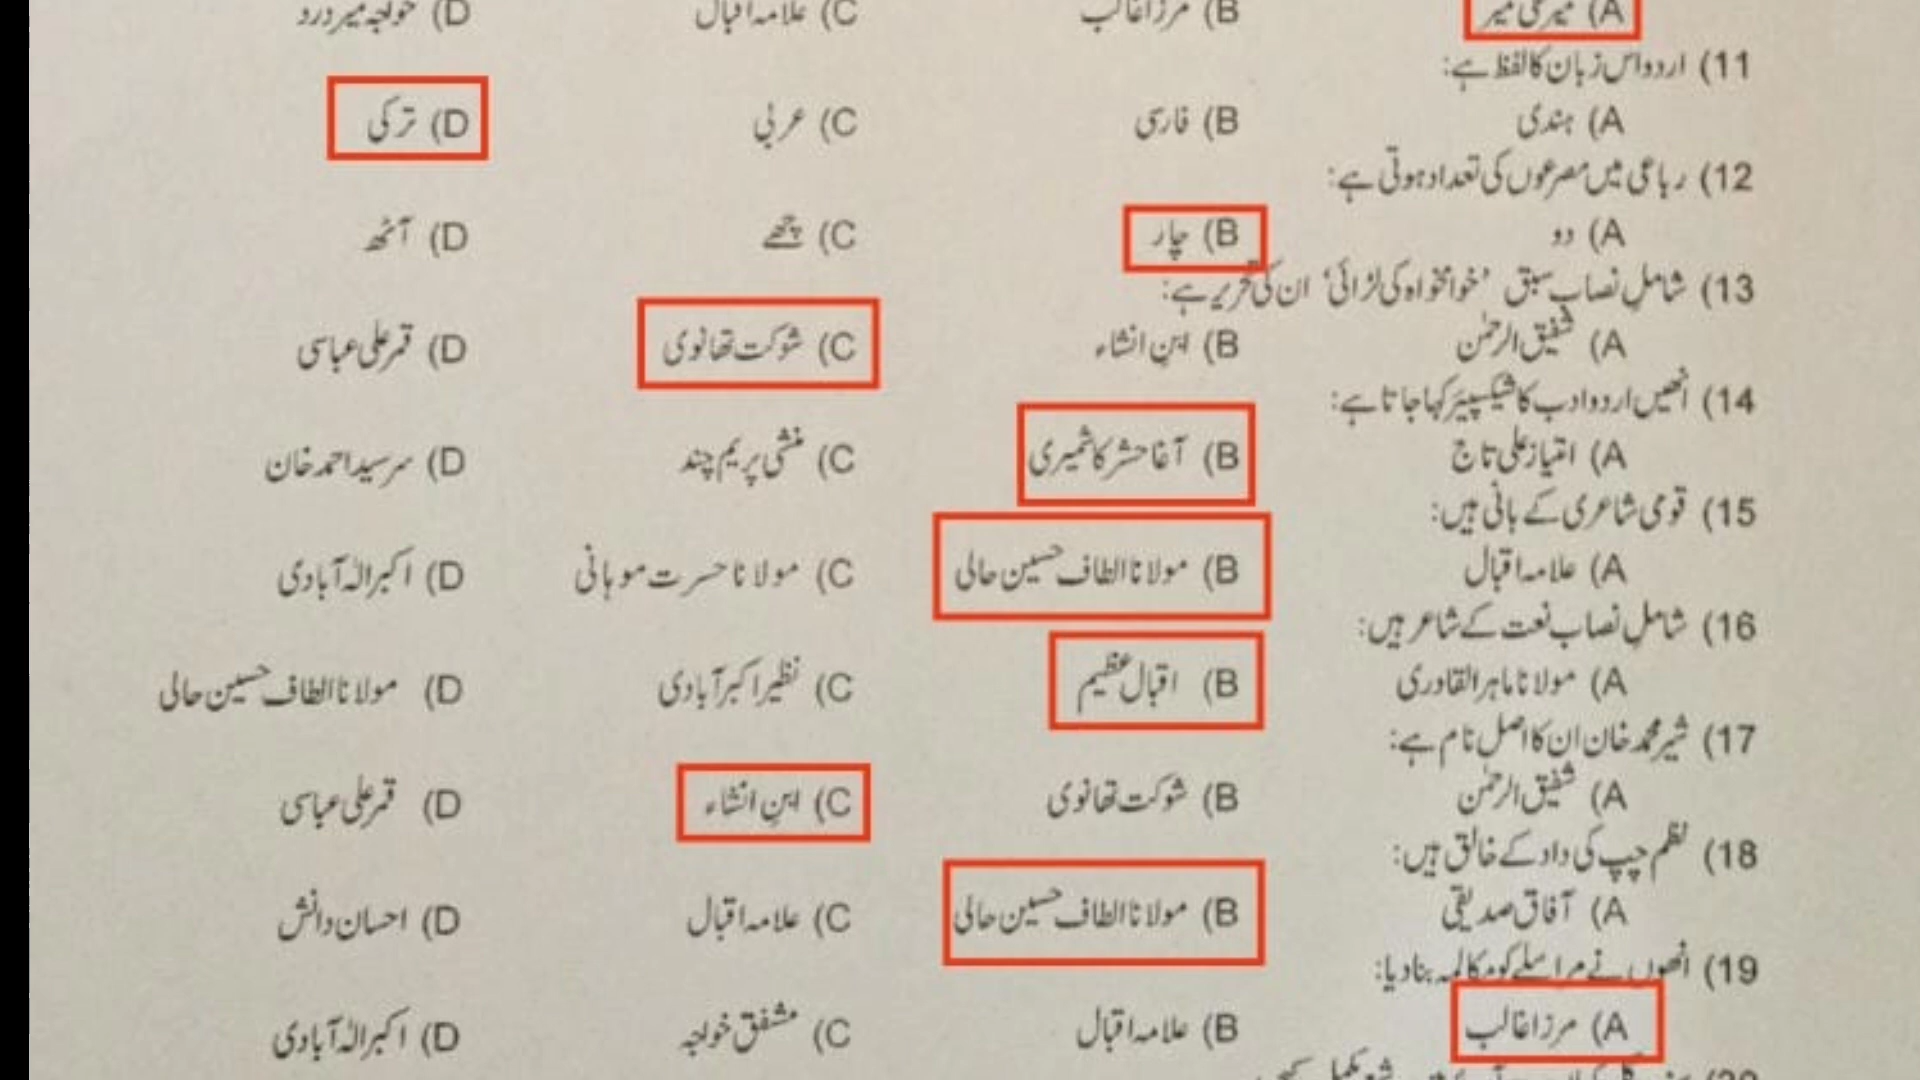 A) میر تقی میر B) مرزا غالب C) علامہ اقبال D) خواجہ میر درد
11) اردو اس زبان کا لفظ ہے:
A) ہندی B) فارسی C) عربی D) ترکی
12) رباعی میں مصرعوں کی تعداد ہوتی ہے:
A) دو B) چار C) چھے D) آٹھ
13) شاملِ نصاب سبق ’خوامخواہ کی لڑائی‘ ان کی تحریر ہے:
A) شفیق الرحمٰن B) ابنِ انشاء C) شوکت تھانوی D) قمر علی عباسی
14) انھیں اردو ادب کا شیکسپیئر کہا جاتا ہے:
A) امتیاز علی تاج B) آغا حشر کاشمیری C) منشی پریم چند D) سرسید احمد خان
15) قومی شاعری کے بانی ہیں:
A) علامہ اقبال B) مولانا الطاف حسین حالی C) مولانا حسرت موہانی D) اکبر الٰہ آبادی
16) شاملِ نصاب نعت کے شاعر ہیں:
A) مولانا ماہر القادری B) اقبال عظیم C) نظیر اکبر آبادی D) مولانا الطاف حسین حالی
17) شیر محمد خان ان کا اصل نام ہے:
A) شفیق الرحمٰن B) شوکت تھانوی C) ابنِ انشاء D) قمر علی عباسی
18) نظم چپ کی داد کے خالق ہیں:
A) آفاق صدیقی B) مولانا الطاف حسین حالی C) علامہ اقبال D) احسان دانش
19) انھوں نے مراسلے کو مکالمہ بنا دیا:
A) مرزا غالب B) علامہ اقبال C) مشفق خواجہ D) اکبر الٰہ آبادی